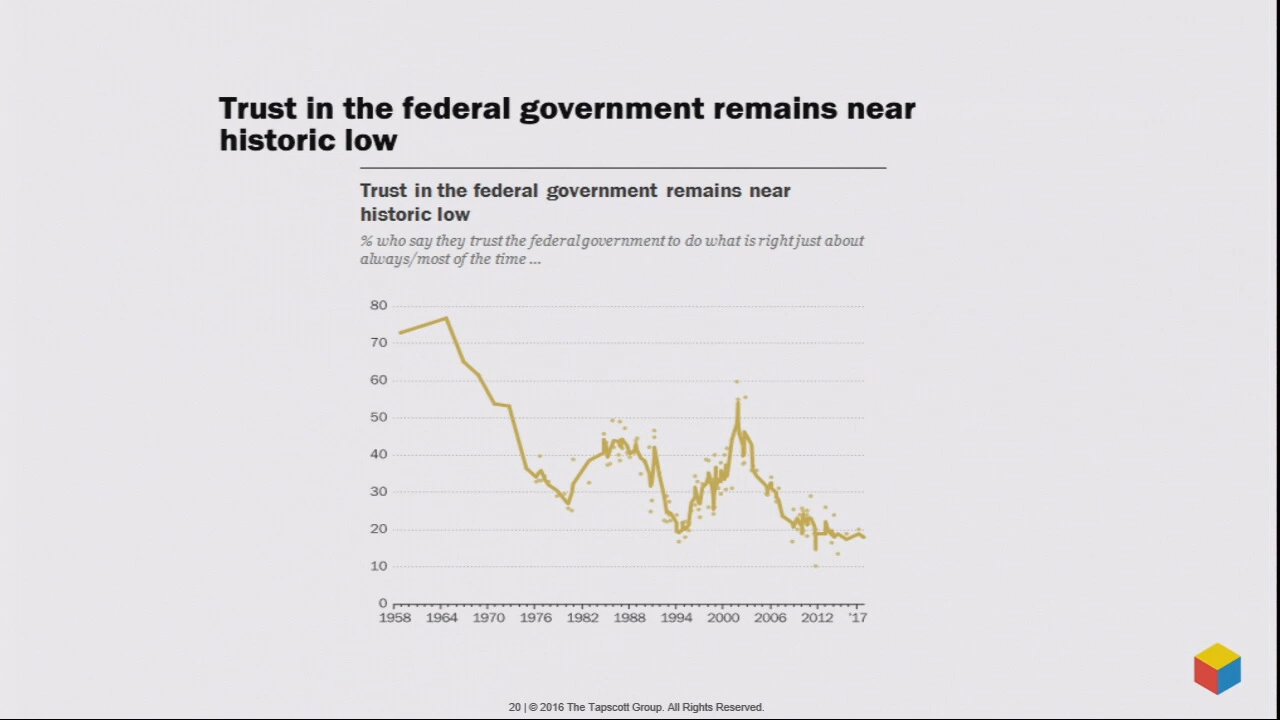 Trust in the federal government remains near
historic low
Trust in the federal government remains near
historic low
% who say they trust the federal government to do what is right just about
always/most of the time ...
80
70
60
50
40
30
20
10
0
1958 1964 1970 1976 1982 1988 1994 2000 2006 2012 '17
20 | © 2016 The Tapscott Group. All Rights Reserved.